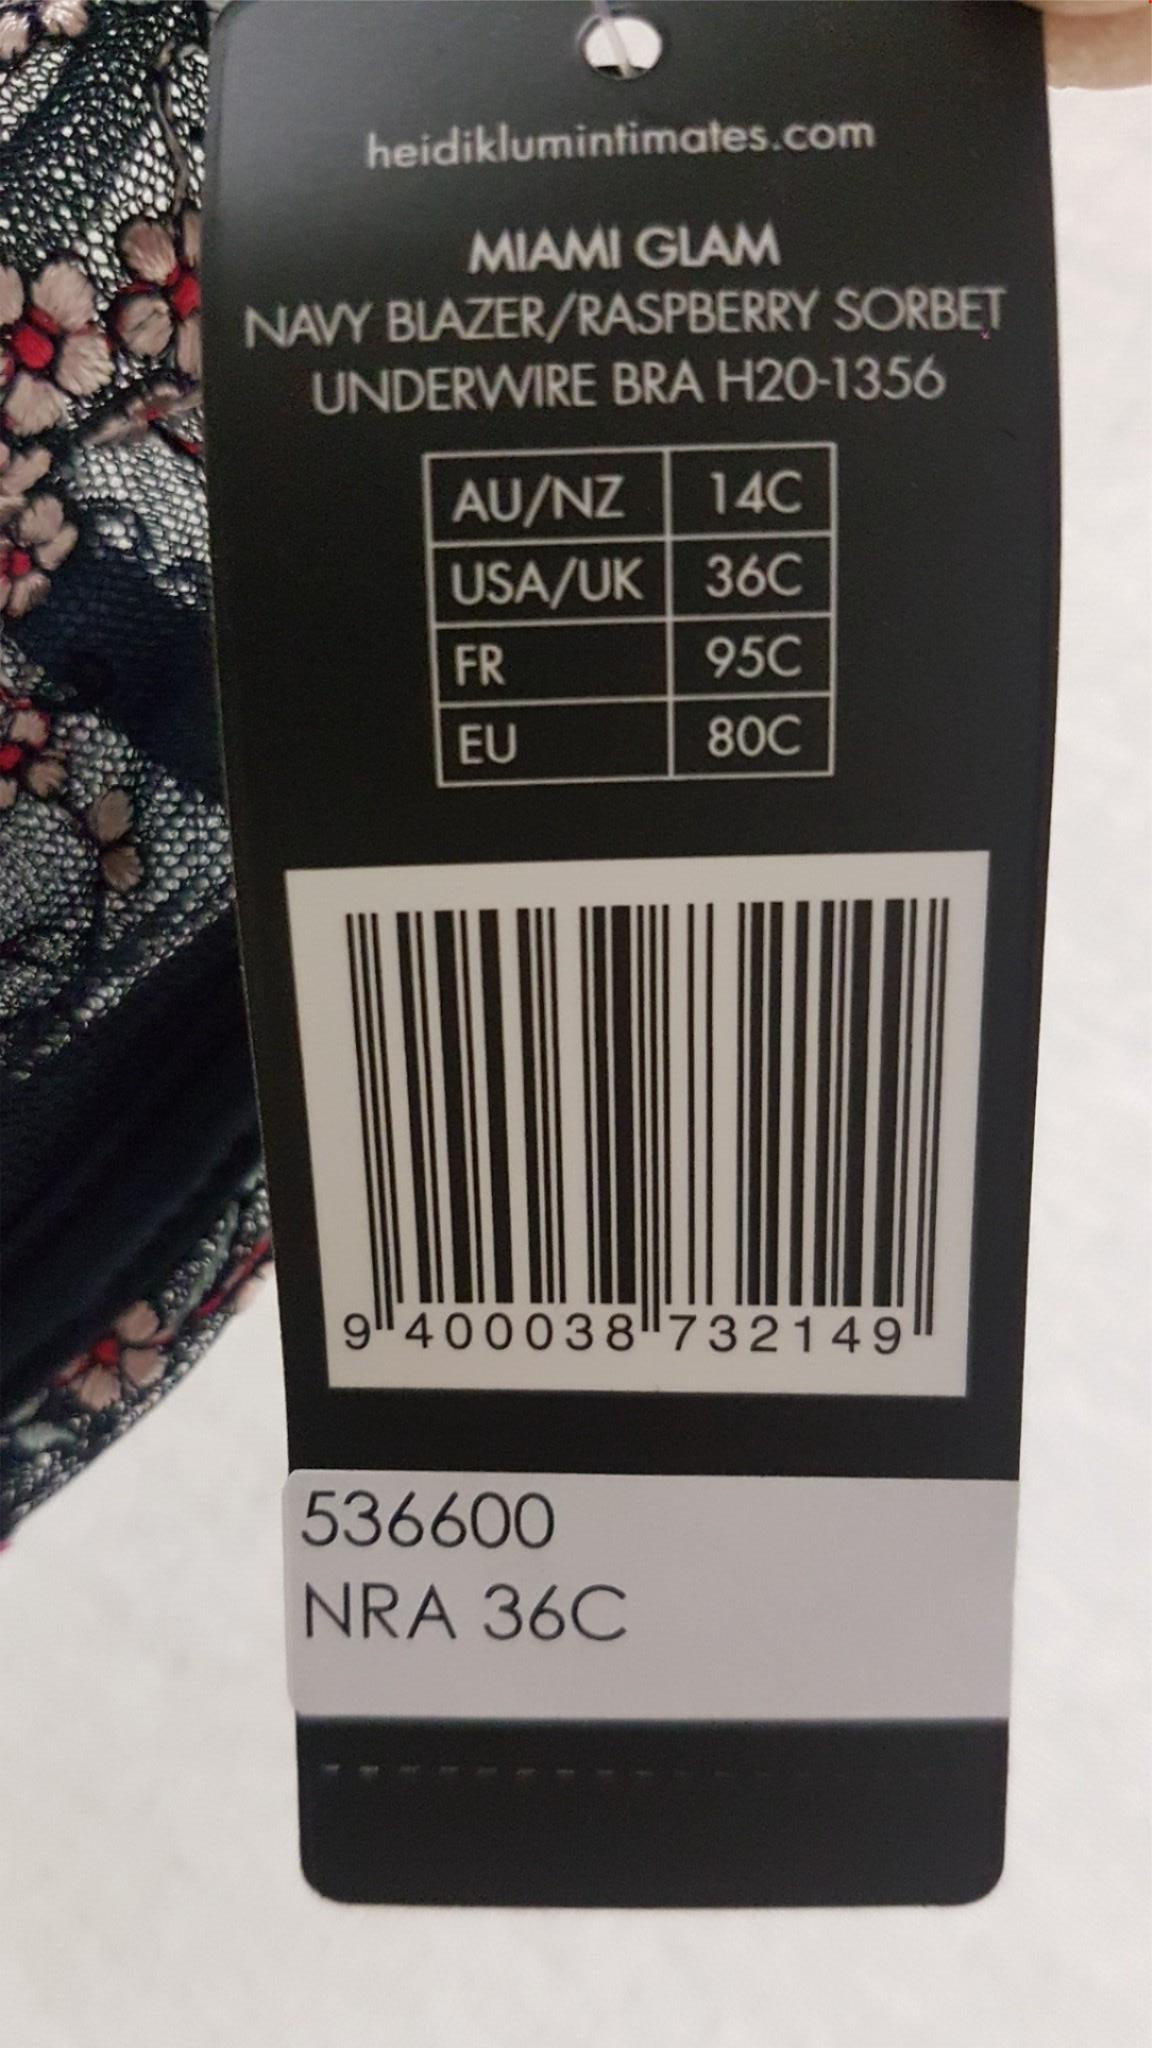 heidiklumintimates.com
MIAMI GLAM
NAVY BLAZER/RASPBERRY SORBET
UNDERWIRE BRA H20-1356
AU/NZ 14C
USA/UK 36C
FR 95C
EU 80C
9 400038 732149
536600
NRA 36C